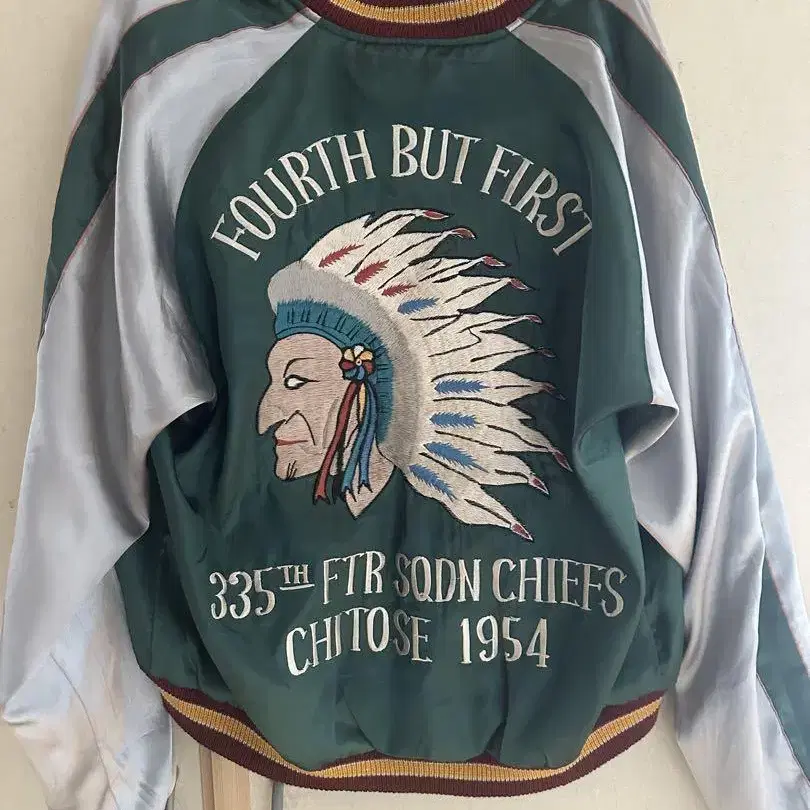 FOURTH BUT FIRST
335TH FTR SQDN CHIEFS
CHITOSE 1954